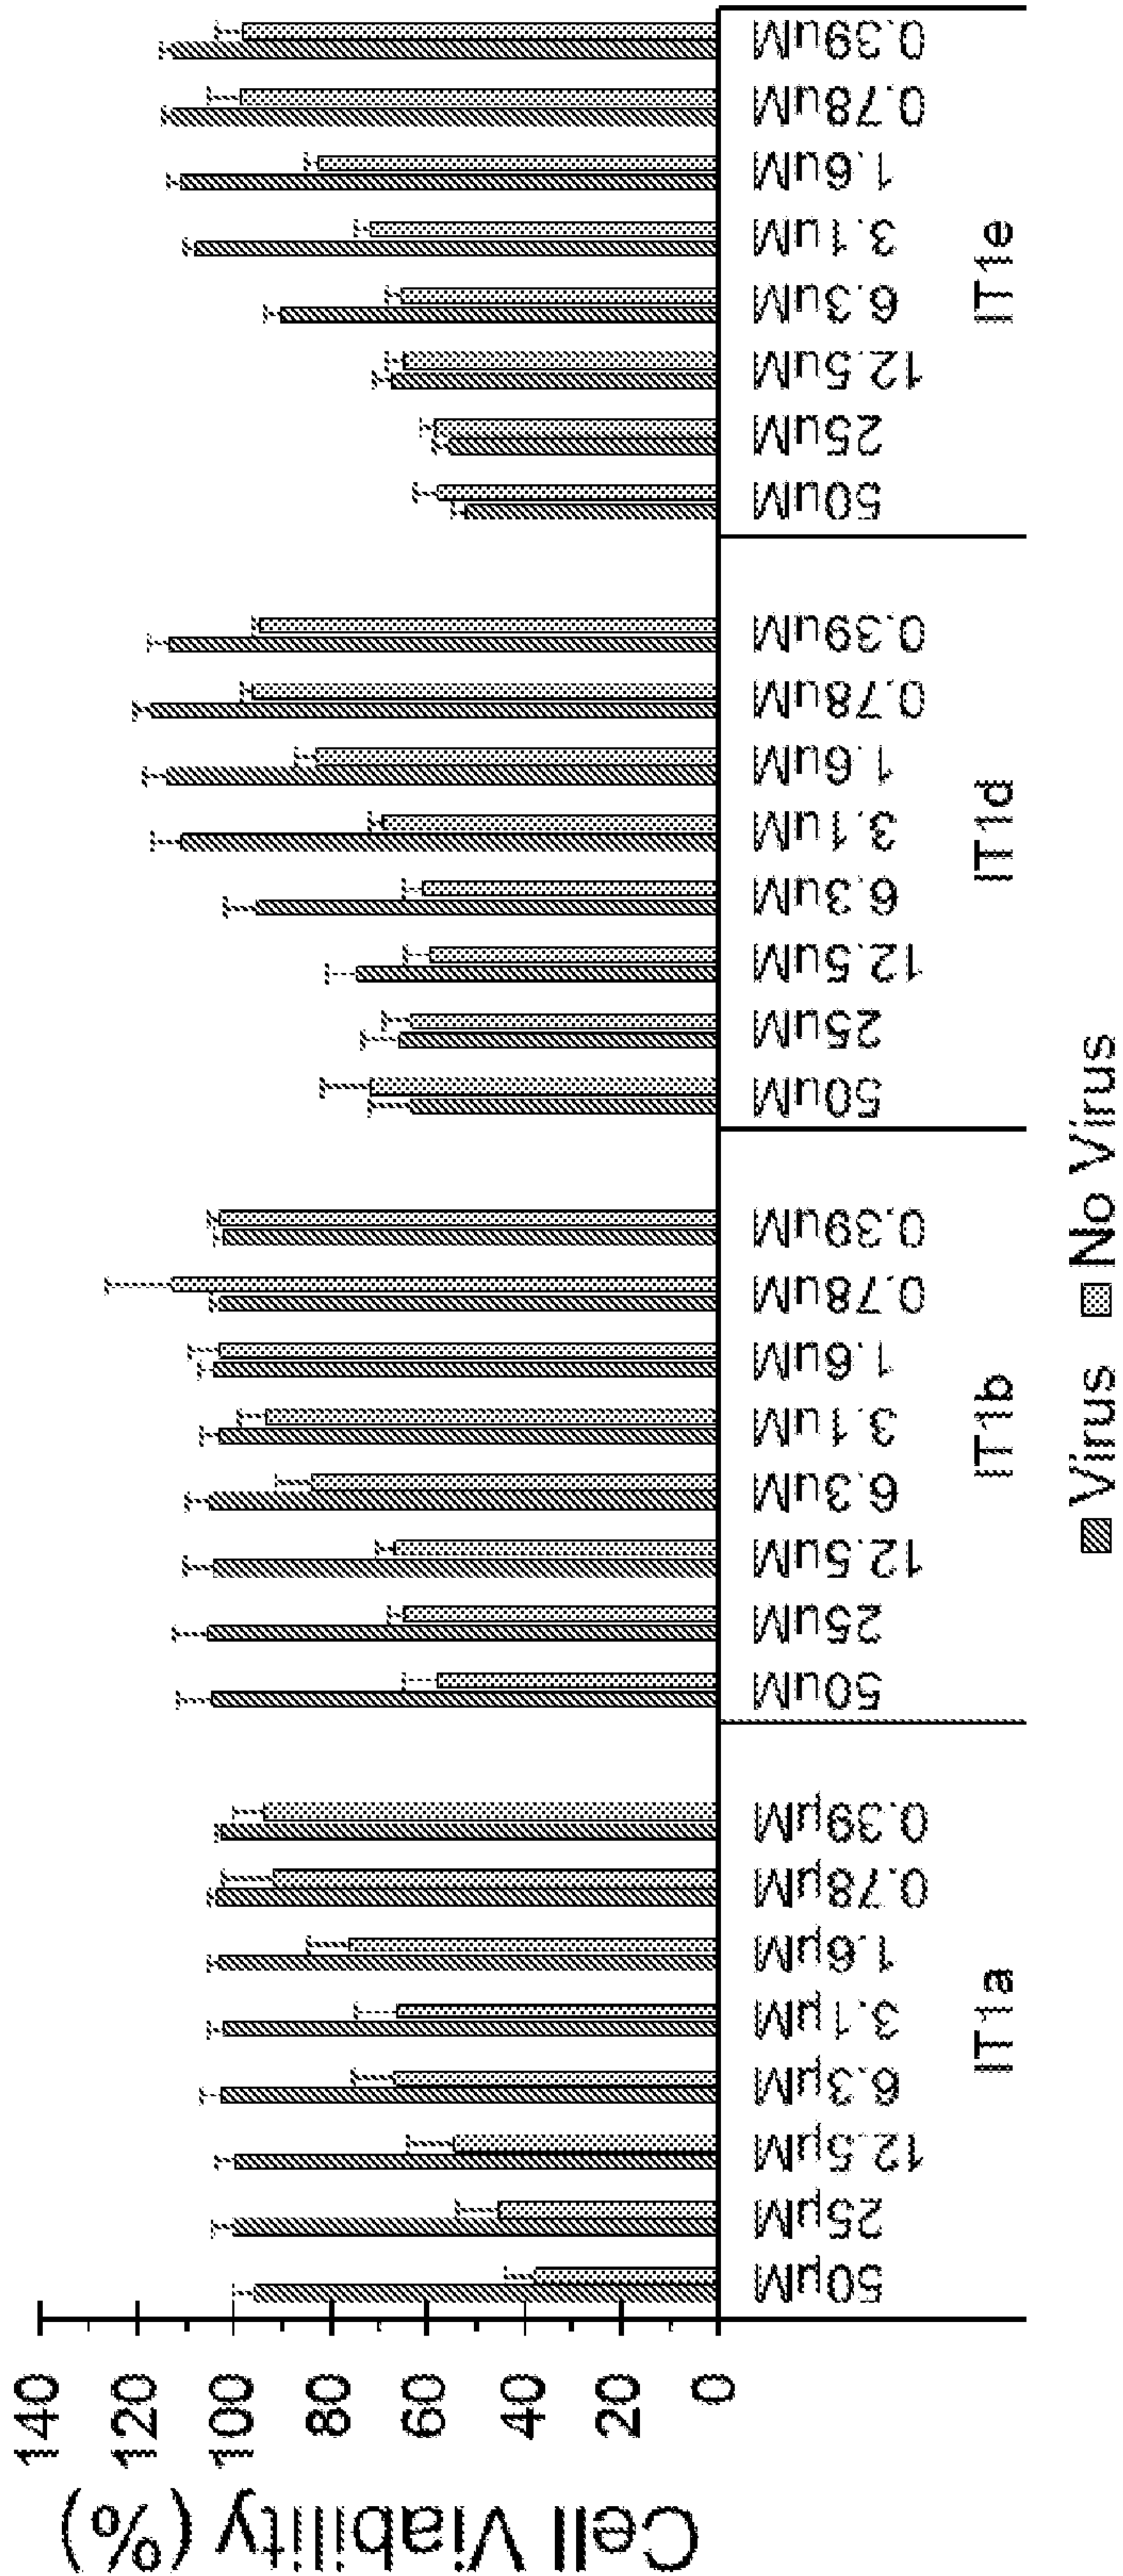 Cell Viability (%)
140
120
100
80
60
40
20
0
50µM
25µM
12.5µM
6.3µM
3.1µM
1.6µM
0.78µM
0.39µM
50uM
25uM
12.5uM
6.3uM
3.1uM
1.6uM
0.78uM
0.39uM
50uM
25uM
12.5uM
6.3uM
3.1uM
1.6uM
0.78uM
0.39uM
50uM
25uM
12.5uM
6.3uM
3.1uM
1.6uM
0.78uM
0.39uM
IT1a
IT1b
IT1d
IT1e
Virus
No Virus